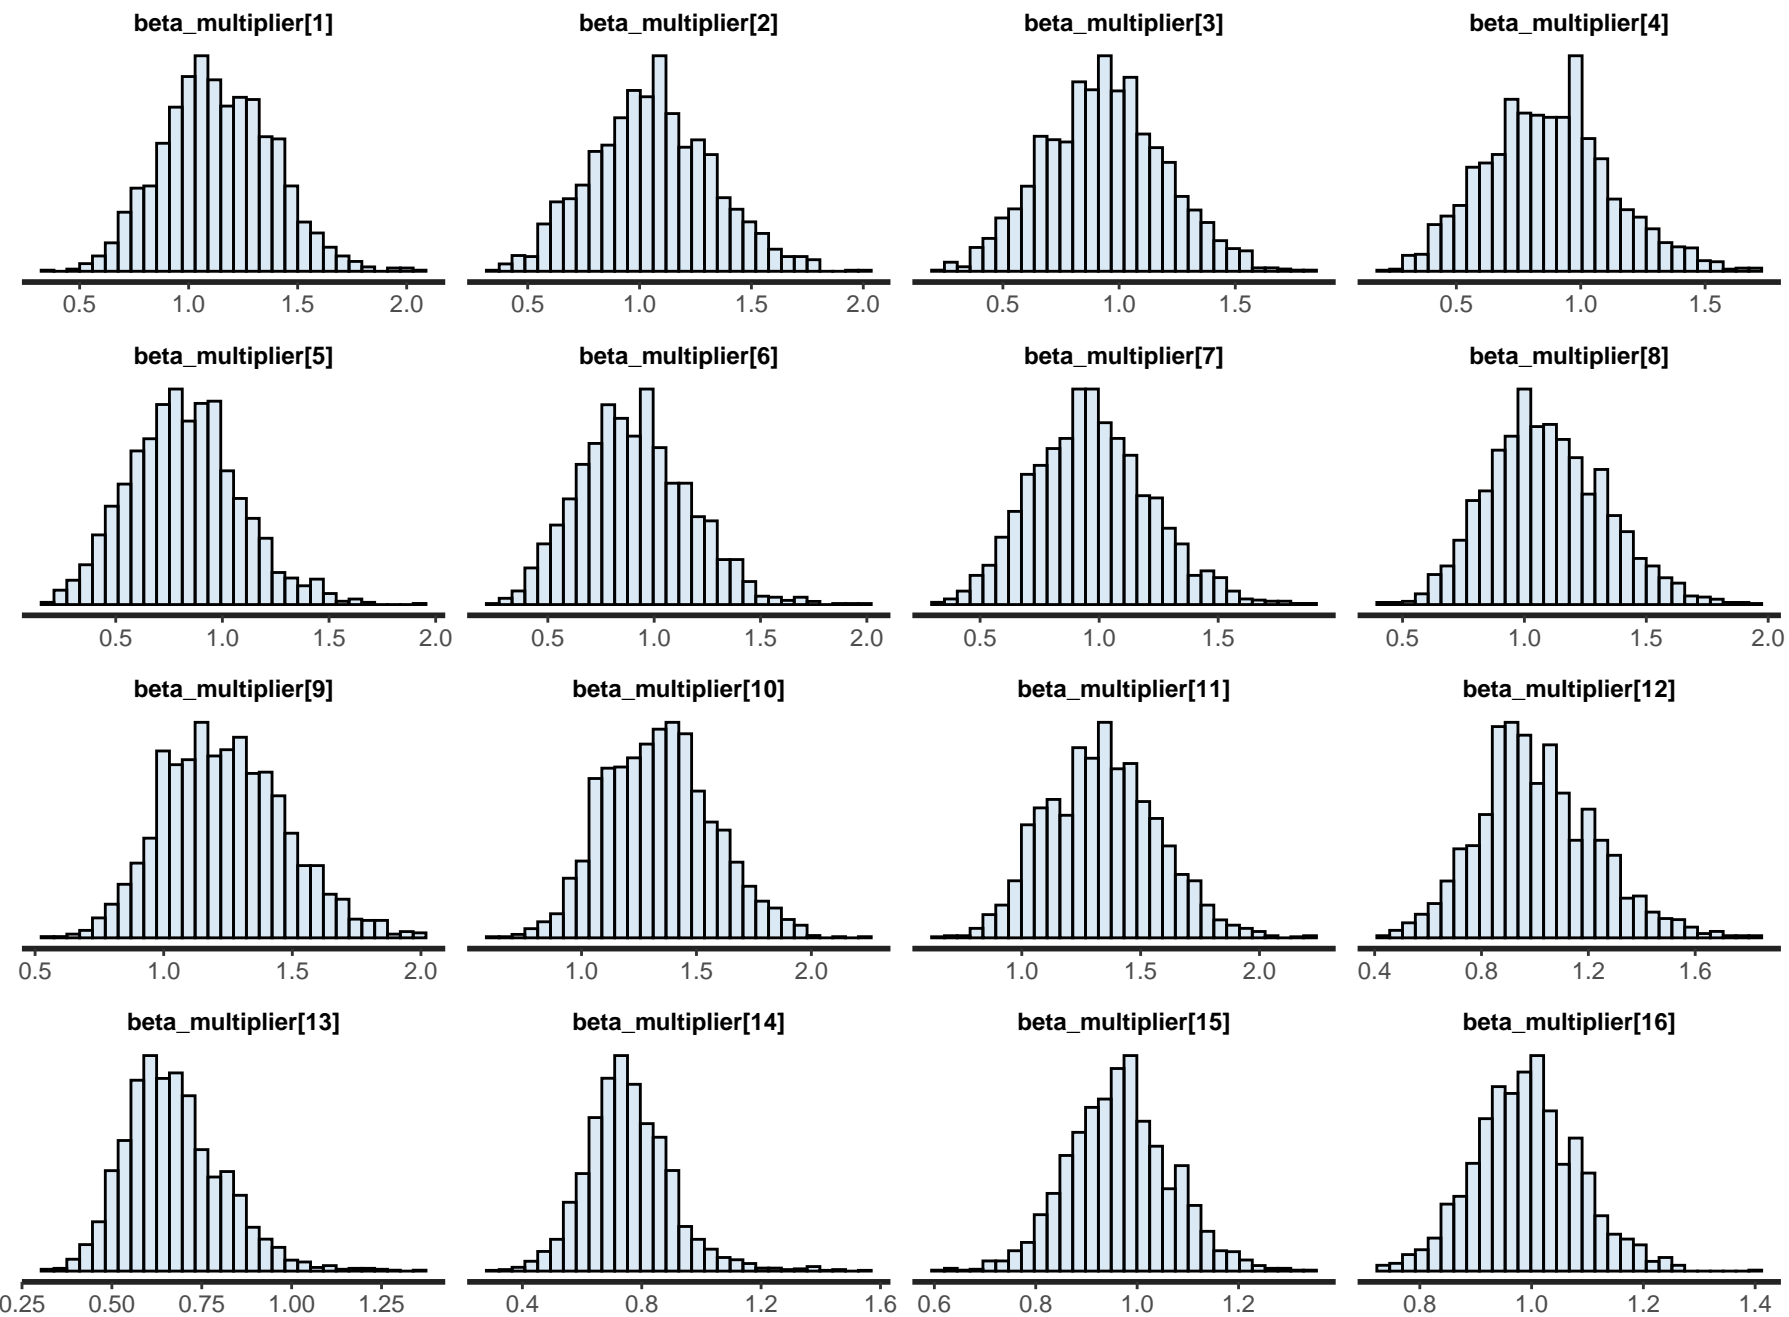 beta_multiplier[1] beta_multiplier[2] beta_multiplier[3] beta_multiplier[4]
0.5 1.0 1.5 2.0 0.5 1.0 1.5 2.0 0.5 1.0 1.5 0.5 1.0 1.5
beta_multiplier[5] beta_multiplier[6] beta_multiplier[7] beta_multiplier[8]
0.5 1.0 1.5 2.0 0.5 1.0 1.5 2.0 0.5 1.0 1.5 0.5 1.0 1.5 2.0
beta_multiplier[9] beta_multiplier[10] beta_multiplier[11] beta_multiplier[12]
0.5 1.0 1.5 2.0 1.0 1.5 2.0 1.0 1.5 2.0 0.4 0.8 1.2 1.6
beta_multiplier[13] beta_multiplier[14] beta_multiplier[15] beta_multiplier[16]
0.25 0.50 0.75 1.00 1.25 0.4 0.8 1.2 1.6 0.6 0.8 1.0 1.2 0.8 1.0 1.2 1.4